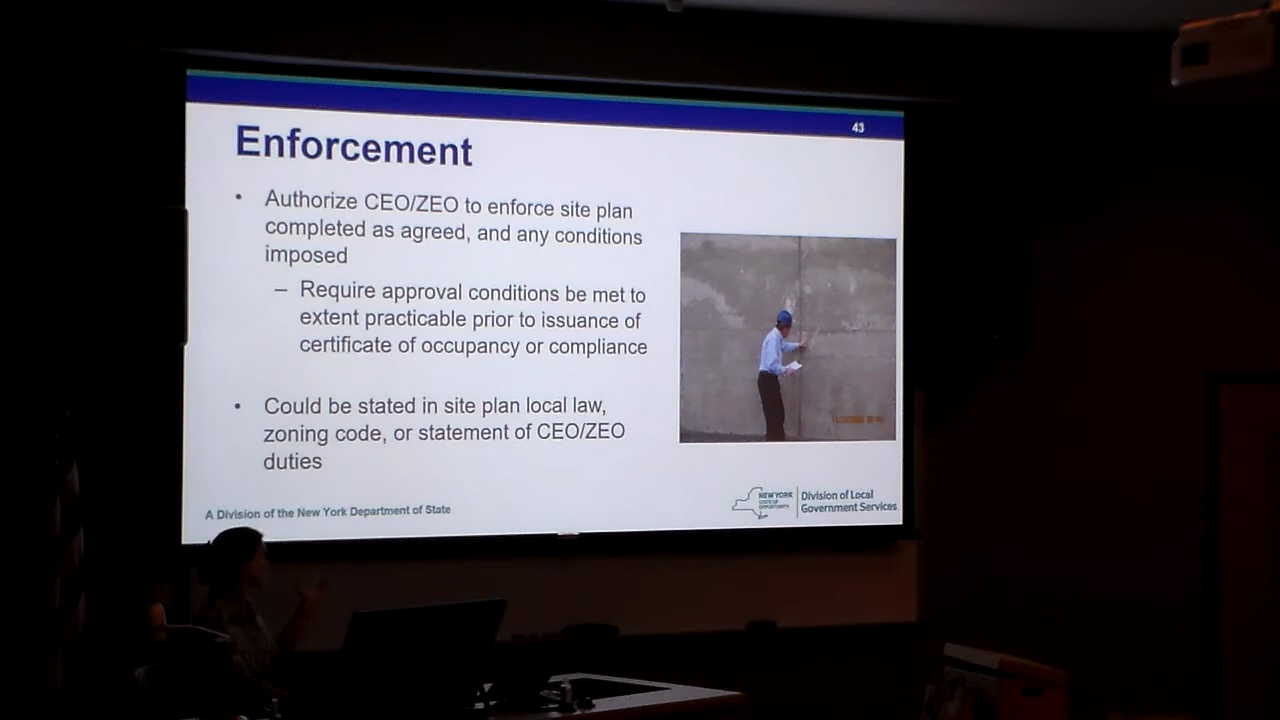 43
Enforcement
• Authorize CEO/ZEO to enforce site plan
completed as agreed, and any conditions
imposed
– Require approval conditions be met to
extent practicable prior to issuance of
certificate of occupancy or compliance
• Could be stated in site plan local law,
zoning code, or statement of CEO/ZEO
duties
A Division of the New York Department of State
NEW YORK
STATE OF
OPPORTUNITY
Division of Local
Government Services